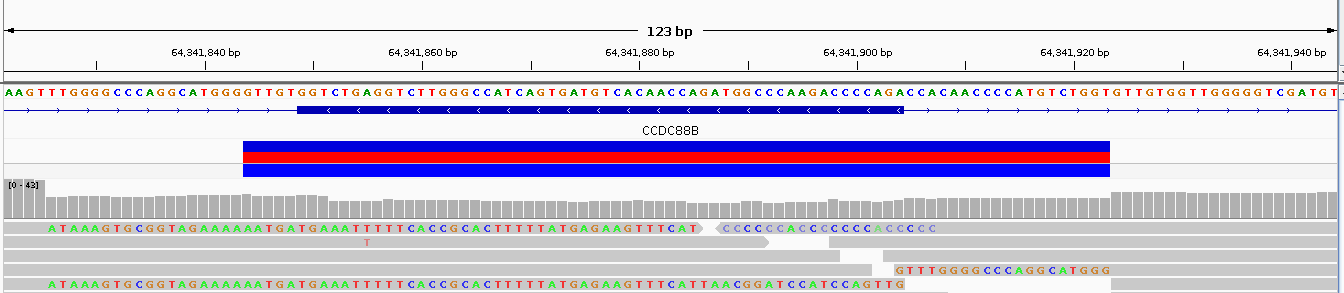 123 bp
64,341,840 bp 64,341,860 bp 64,341,880 bp 64,341,900 bp 64,341,920 bp 64,341,940 bp
AAGTTTGGGGCCCAGGCATGGGGTTGTGGTCTGAGGTCTTGGGCCATCAGTGATGTCACAACCAGATGGCCCAAGACCCCAGACCACAACCCCATGTCTGGTGTTGTGGTTGGGGGTCGATGT
CCDC88B
[0 - 43]
ATAAAGTGCGGTAGAAAAAATGATGAAATTTTTCACCGCACTTTTTATGAGAAGTTTCAT CCCCCCACCCCCCCACCCCC
T
GTTTGGGGCCCAGGCATGGG
ATAAAGTGCGGTAGAAAAAATGATGAAATTTTTCACCGCACTTTTTATGAGAAGTTTCATTAACGGATCCATCCAGTTG